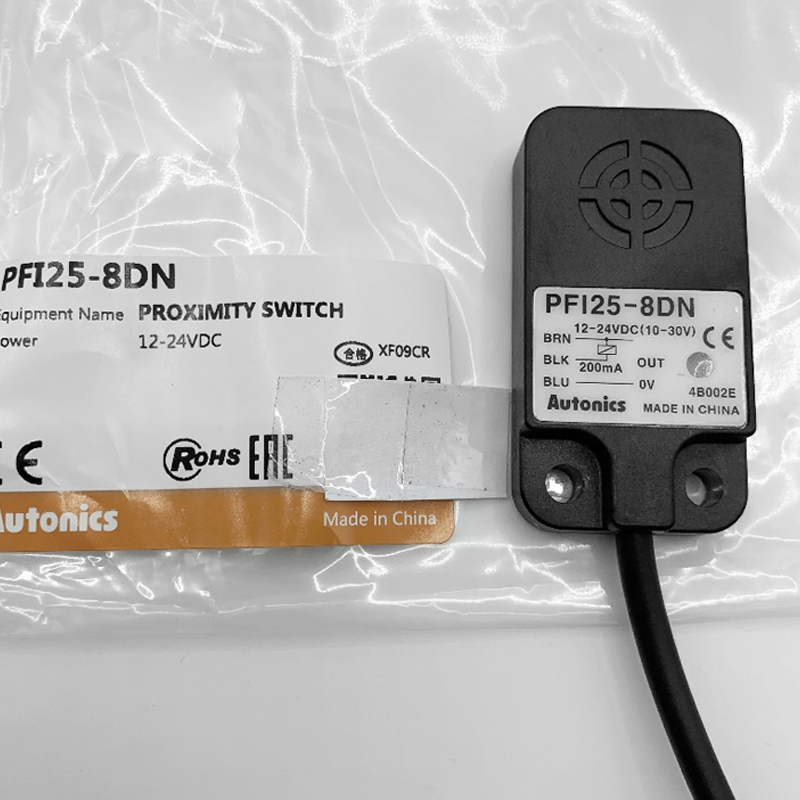 PFI25-8DN
Equipment Name PROXIMITY SWITCH
12-24VDC
合格 XF09CR
CE
RoHS EAC
Autonics
Made in China
PFI25-8DN
12-24VDC(10-30V)
BRN
CE
BLK 200mA OUT
BLU 0V
4B002E
Autonics MADE IN CHINA